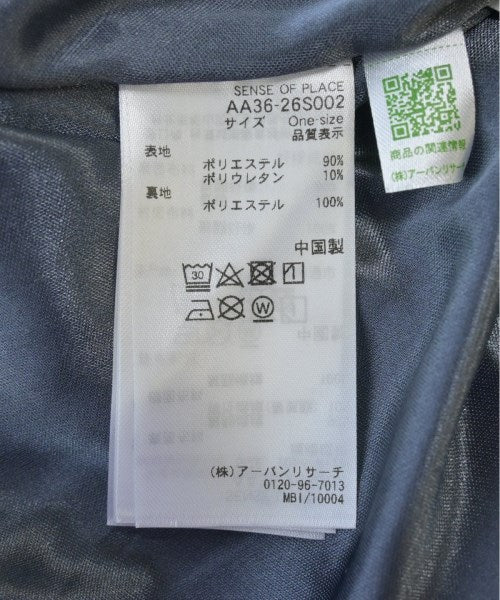 SENSE OF PLACE
AA36-26S002
サイズ One-size
品質表示
表地
ポリエステル 90%
ポリウレタン 10%
裏地
ポリエステル 100%
中国製
30
W
(株)アーバンリサーチ
0120-96-7013
MBI/10004
商品の関連情報
(株)アーバンリサーチ